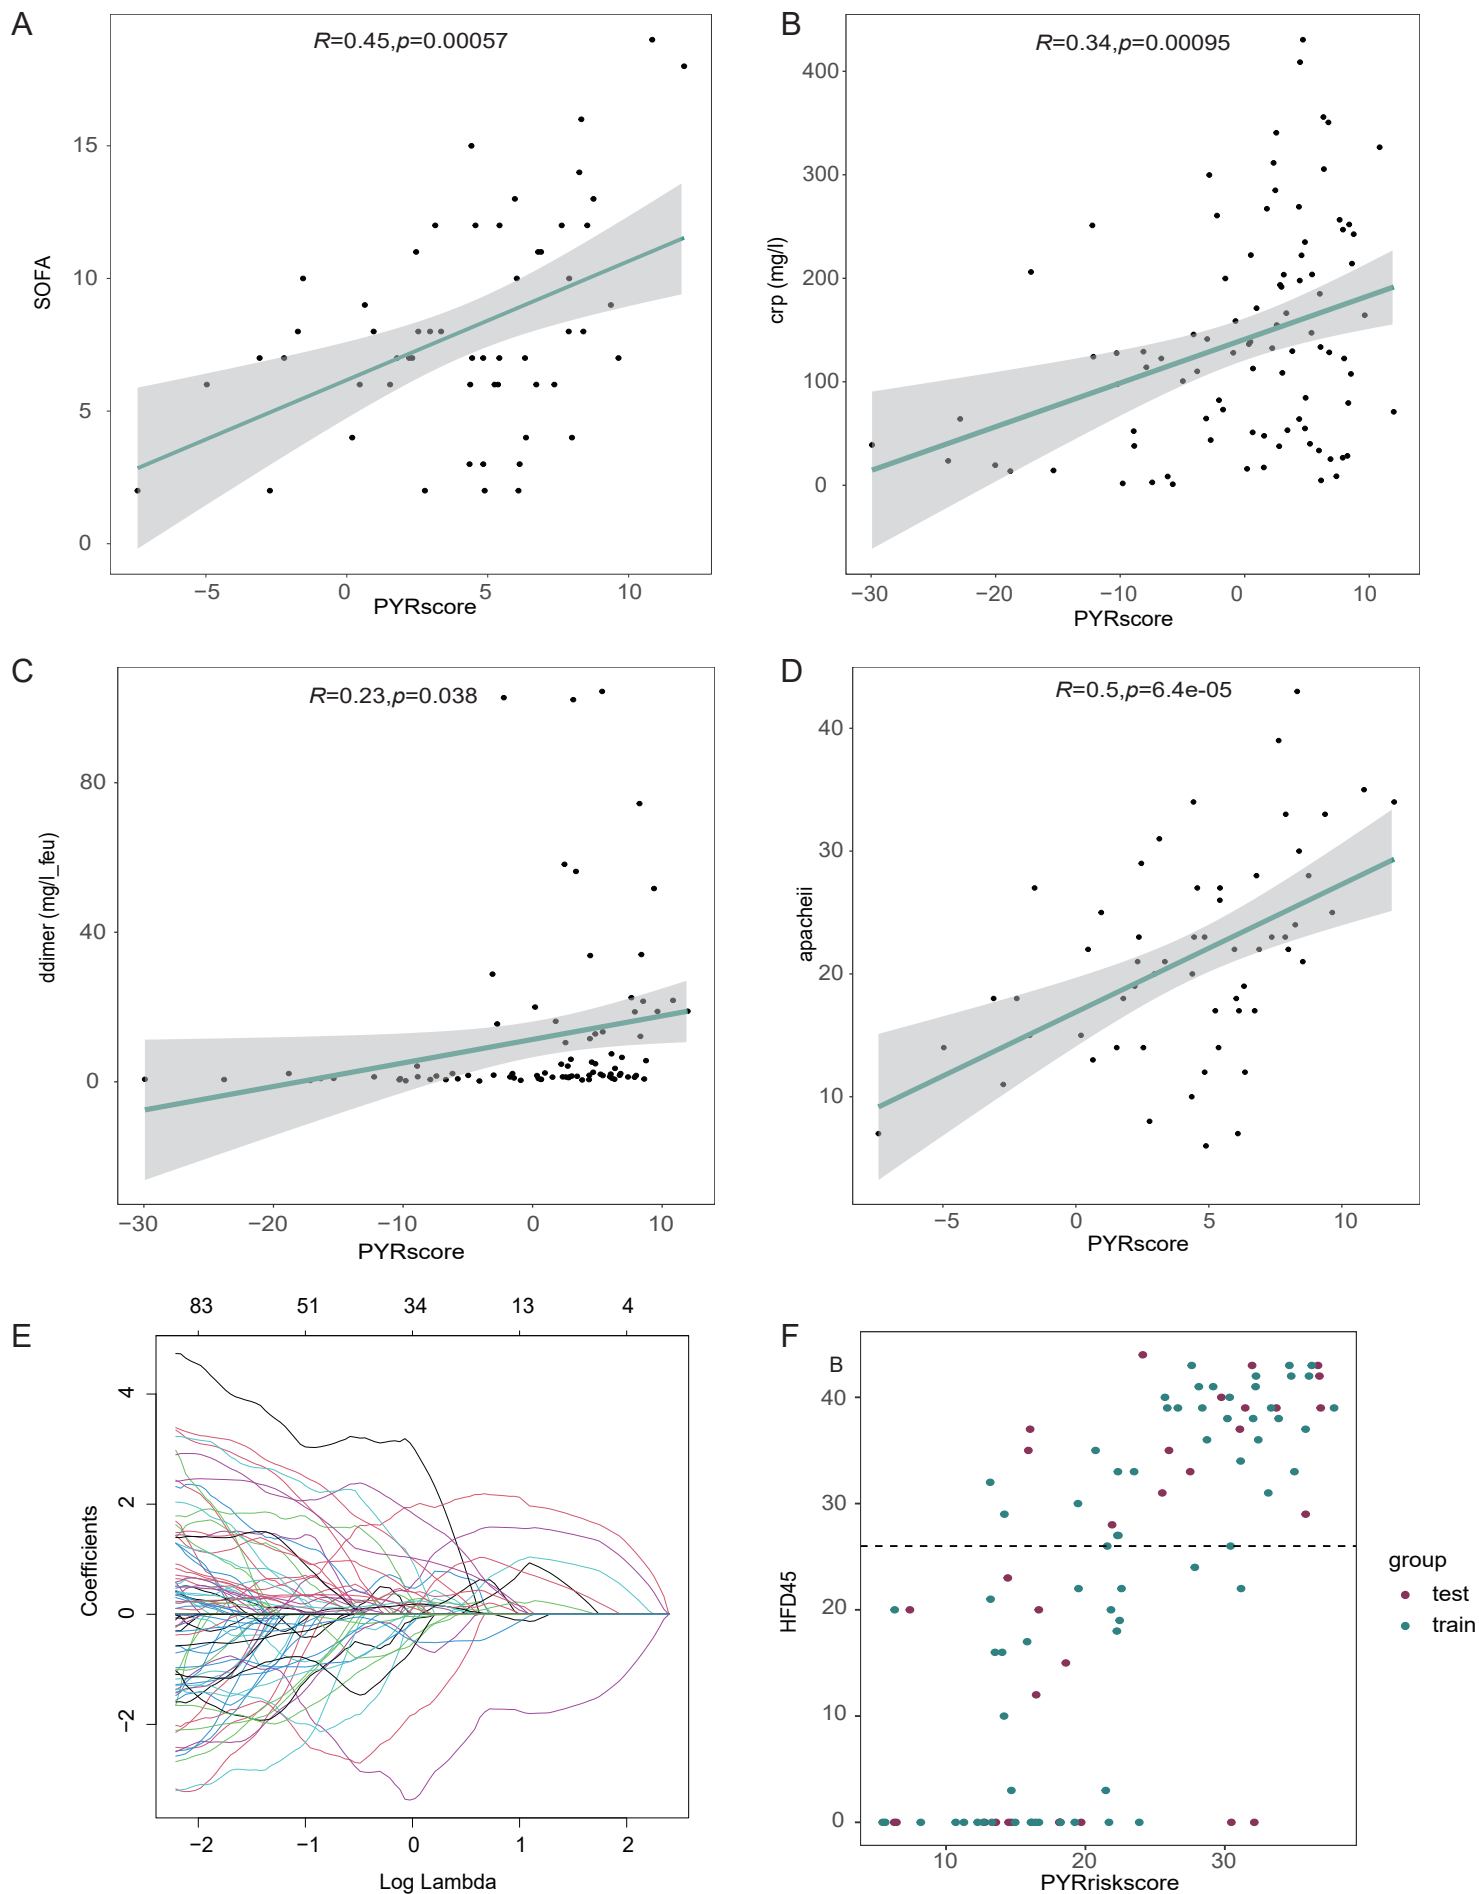 A
R=0.45,p=0.00057
SOFA
15
10
5
0
−5
0
5
10
PYRscore
B
R=0.34,p=0.00095
crp (mg/l)
400
300
200
100
0
−30
−20
−10
0
10
PYRscore
C
R=0.23,p=0.038
ddimer (mg/l_feu)
80
40
0
−30
−20
−10
0
10
PYRscore
D
R=0.5,p=6.4e-05
apacheii
40
30
20
10
−5
0
5
10
PYRscore
E
83
51
34
13
4
Coefficients
4
2
0
−2
−2
−1
0
1
2
Log Lambda
F
B
HFD45
40
30
20
10
0
10
20
30
PYRriskscore
group
test
train